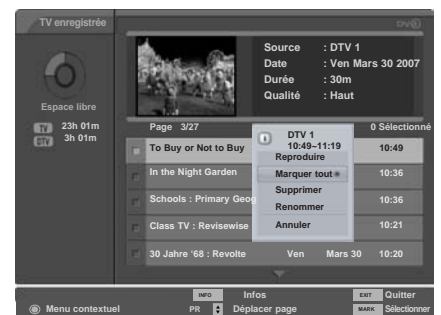 TV enregistrée
DVD
Espace libre
TV 23h 01m
DTV 3h 01m
Source : DTV 1
Date : Ven Mars 30 2007
Durée : 30m
Qualité : Haut
Page 3/27 0 Sélectionné
To Buy or Not to Buy 10:49
In the Night Garden 10:36
Schools : Primary Geog 10:36
Class TV : Revisewise 10:21
30 Jahre ‘68 : Revolte Ven Mars 30 10:20
DTV 1
10:49~11:19
Reproduire
Marquer tout
Supprimer
Renommer
Annuler
INFO Infos EXIT Quitter
Menu contextuel PR Déplacer page MARK Sélectionner